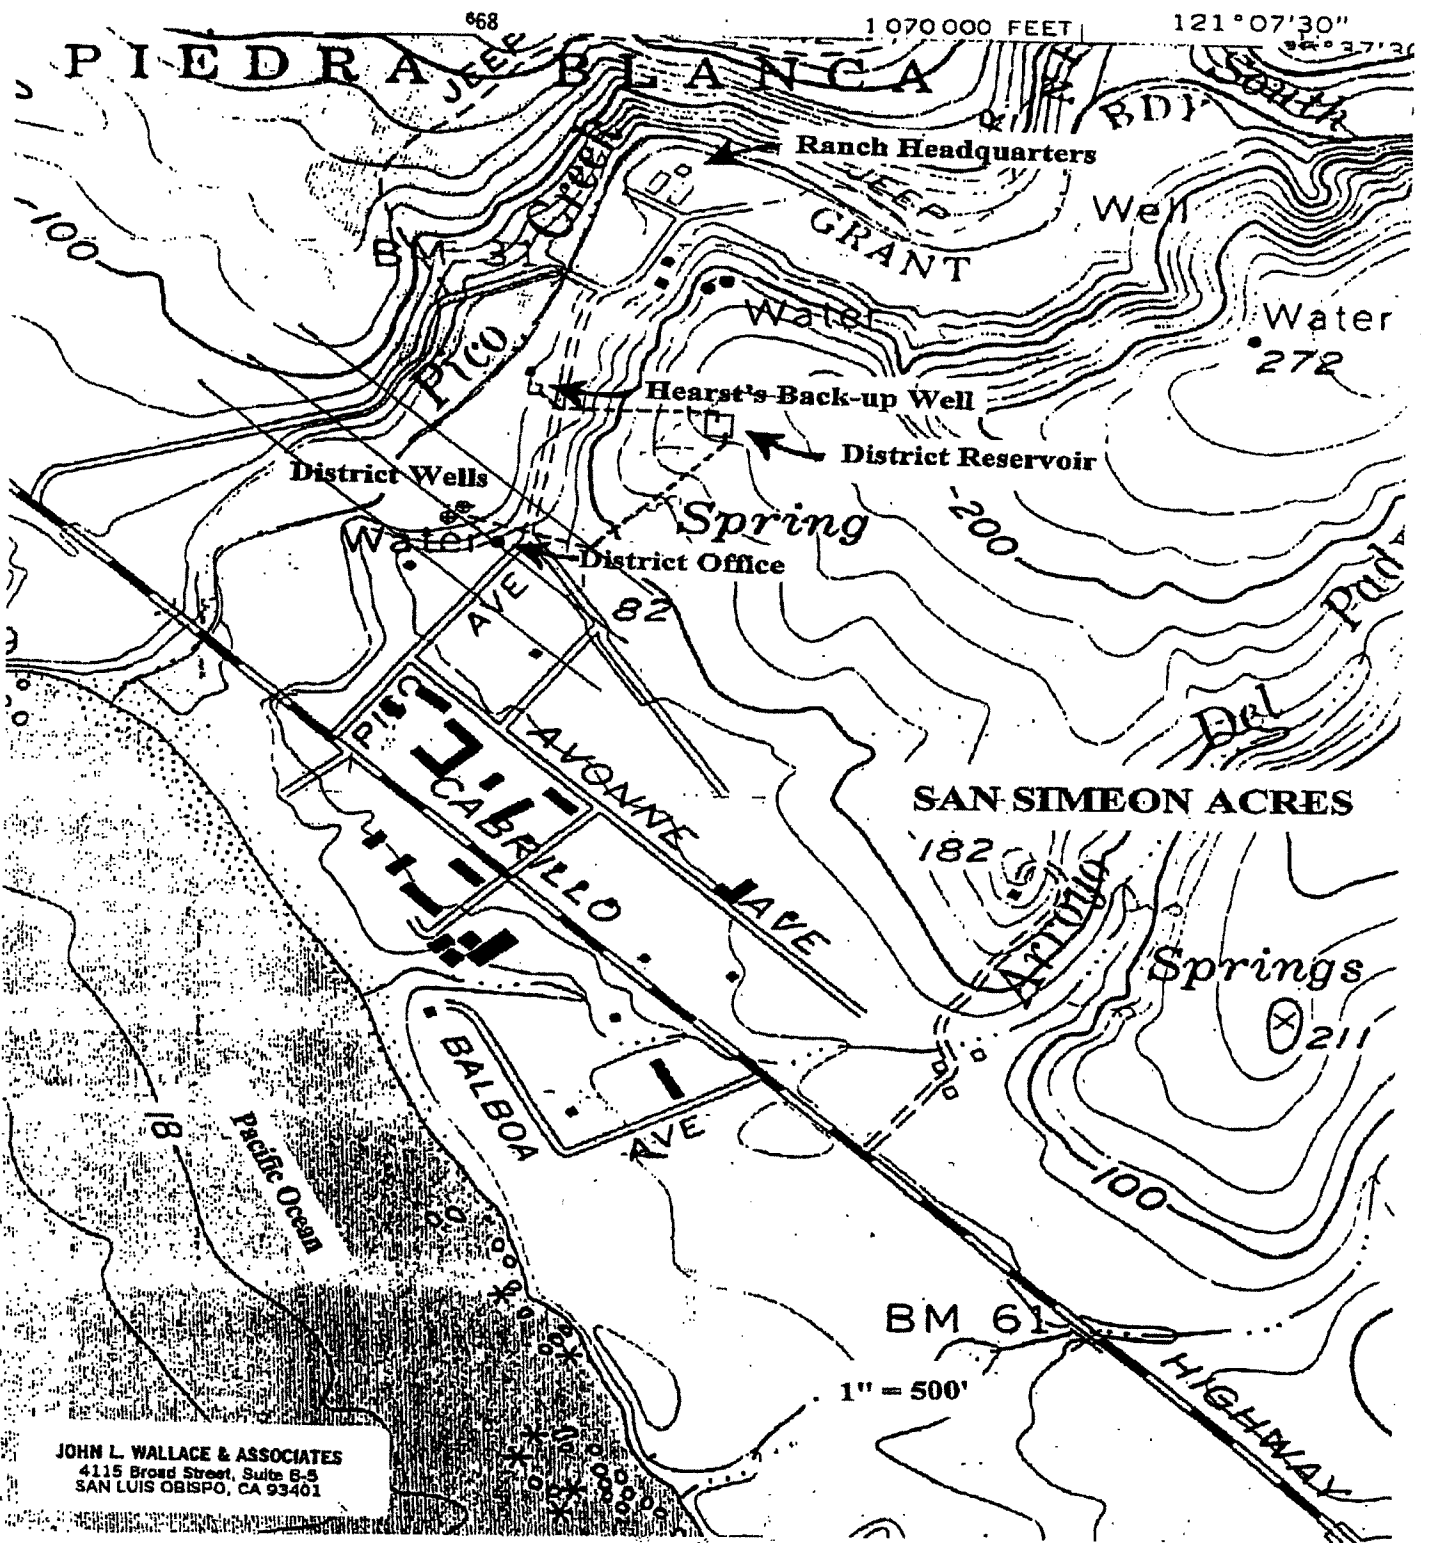 668
1 070 000 FEET
121°07'30"
PIEDRA BLANCA
JEEP
South
BDY
Ranch Headquarters
Creek
JEEP
Well
GRANT
100
BM 31
Water
Water
272
Pico
Hearst's Back-up Well
District Reservoir
District Wells
Spring
200
Water
District Office
82
AVE
Del
PICO
AVONNE AVE
SAN SIMEON ACRES
CABRILLO
182
Arroyo
Springs
211
BALBOA
AVE
18
Pacific Ocean
100
BM 61
HIGHWAY
1" = 500'
JOHN L. WALLACE & ASSOCIATES
4115 Broad Street, Suite B-5
SAN LUIS OBISPO, CA 93401